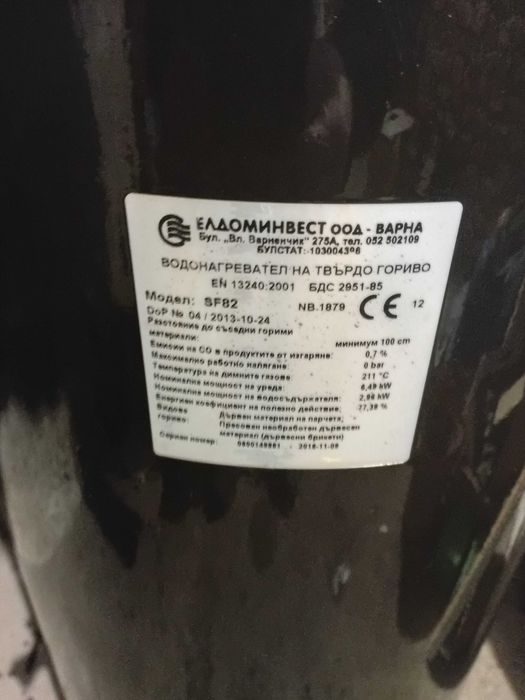 ЕЛДОМИНВЕСТ ООД - ВАРНА
Бул. „Вл. Варненчик" 275А, тел. 052 502109
БУЛСТАТ: 103004396
ВОДОНАГРЕВАТЕЛ НА ТВЪРДО ГОРИВО
EN 13240:2001 БДС 2951-85
Модел: SF82 NB.1879 CE 12
DoP № 04 / 2013-10-24
Разстояние до съседни горими
материали: минимум 100 cm
Емисии на CO в продуктите от изгаряне: 0,7 %
Максимално работно налягане: 0 bar
Температура на димните газове: 211 °C
Номинална мощност на уреда: 6,49 kW
Номинална мощност на водосъдържателя: 2,96 kW
Енергиен коефициент на полезно действие: 77,39 %
Видове Дървен материал на парчета,
гориво: Пресован необработен дървесен
материал (дървесни брикети)
Сериен номер: 2016-11-08